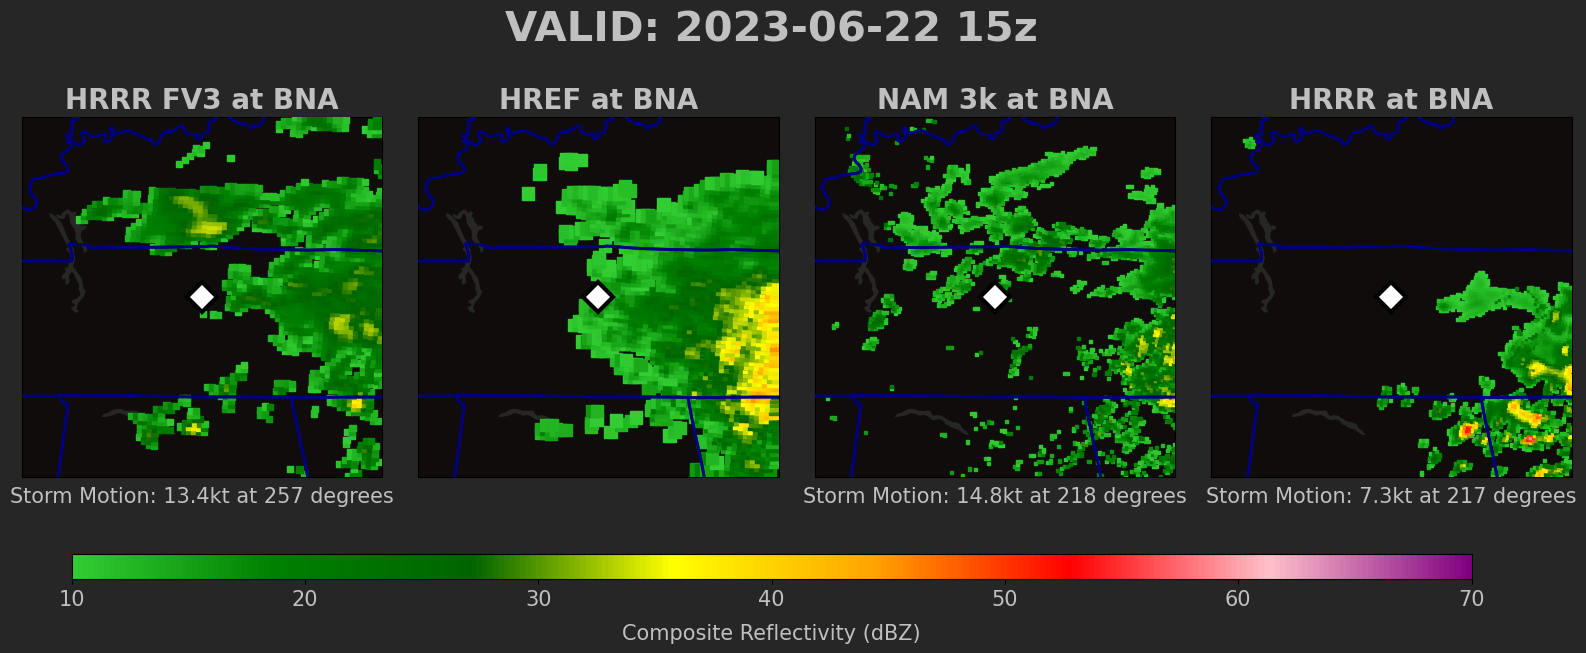 VALID: 2023-06-22 15z
HRRR FV3 at BNA
HREF at BNA
NAM 3k at BNA
HRRR at BNA
Storm Motion: 13.4kt at 257 degrees
Storm Motion: 14.8kt at 218 degrees
Storm Motion: 7.3kt at 217 degrees
10 20 30 40 50 60 70
Composite Reflectivity (dBZ)